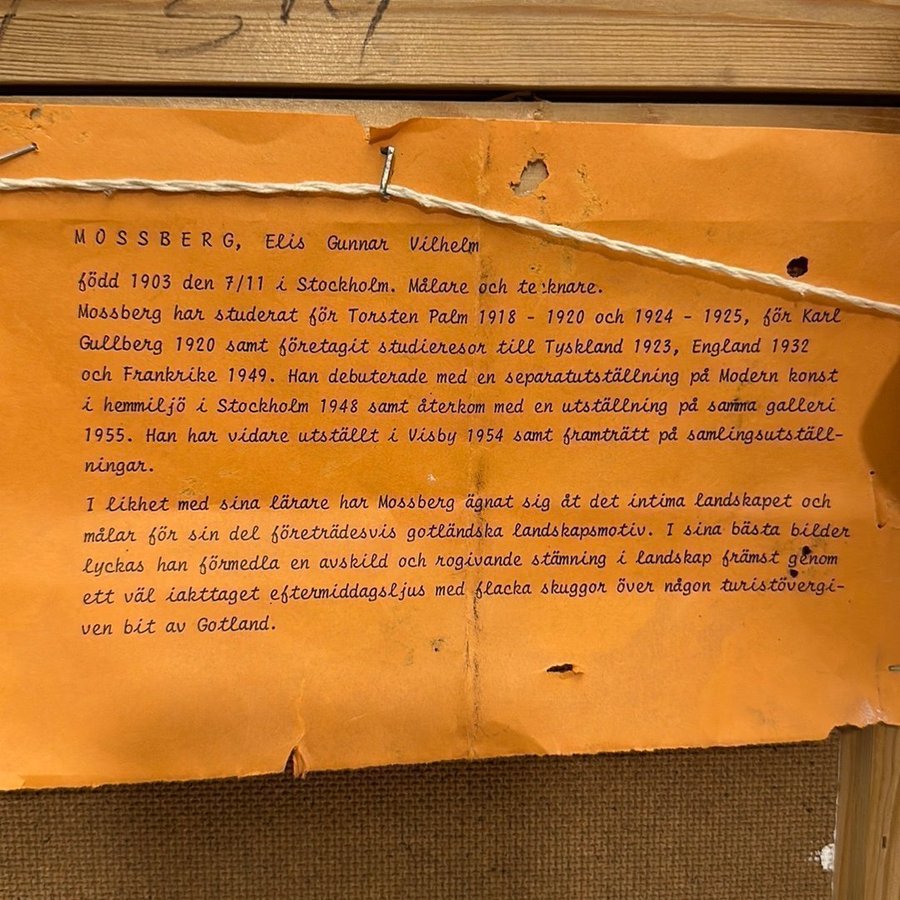 MOSSBERG, Elis Gunnar Vilhelm
född 1903 den 7/11 i Stockholm. Målare och tecknare.
Mossberg har studerat för Torsten Palm 1918 - 1920 och 1924 - 1925, för Karl
Gullberg 1920 samt företagit studieresor till Tyskland 1923, England 1932
och Frankrike 1949. Han debuterade med en separatutställning på Modern konst
i hemmiljö i Stockholm 1948 samt återkom med en utställning på samma galleri
1955. Han har vidare utställt i Visby 1954 samt framträtt på samlingsutställ-
ningar.
I likhet med sina lärare har Mossberg ägnat sig åt det intima landskapet och
målar för sin del företrädesvis gotländska landskapsmotiv. I sina bästa bilder
lyckas han förmedla en avskild och rogivande stämning i landskap främst genom
ett väl iakttaget eftermiddagsljus med flacka skuggor över någon turistövergi-
ven bit av Gotland.